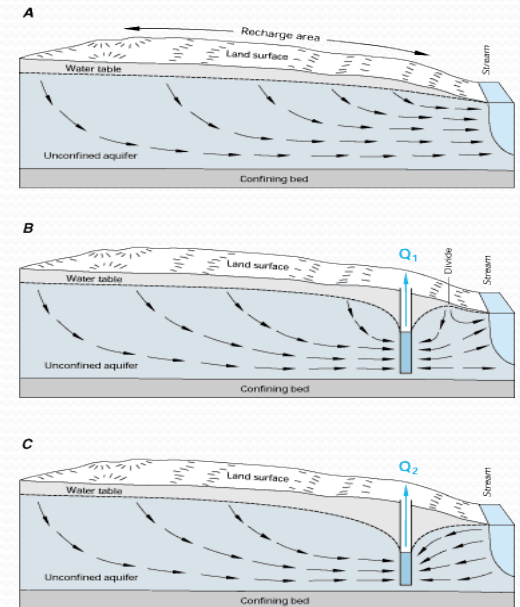 A
Recharge area
Land surface
Water table
Stream
Unconfined aquifer
Confining bed
B
Q1
Divide
Stream
Land surface
Water table
Unconfined aquifer
Confining bed
C
Q2
Stream
Land surface
Water table
Unconfined aquifer
Confining bed